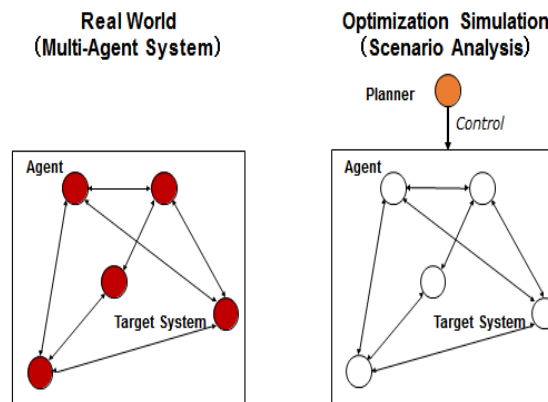 Real World
(Multi-Agent System)
Optimization Simulation
(Scenario Analysis)
Planner
Control
Agent
Target System
Agent
Target System